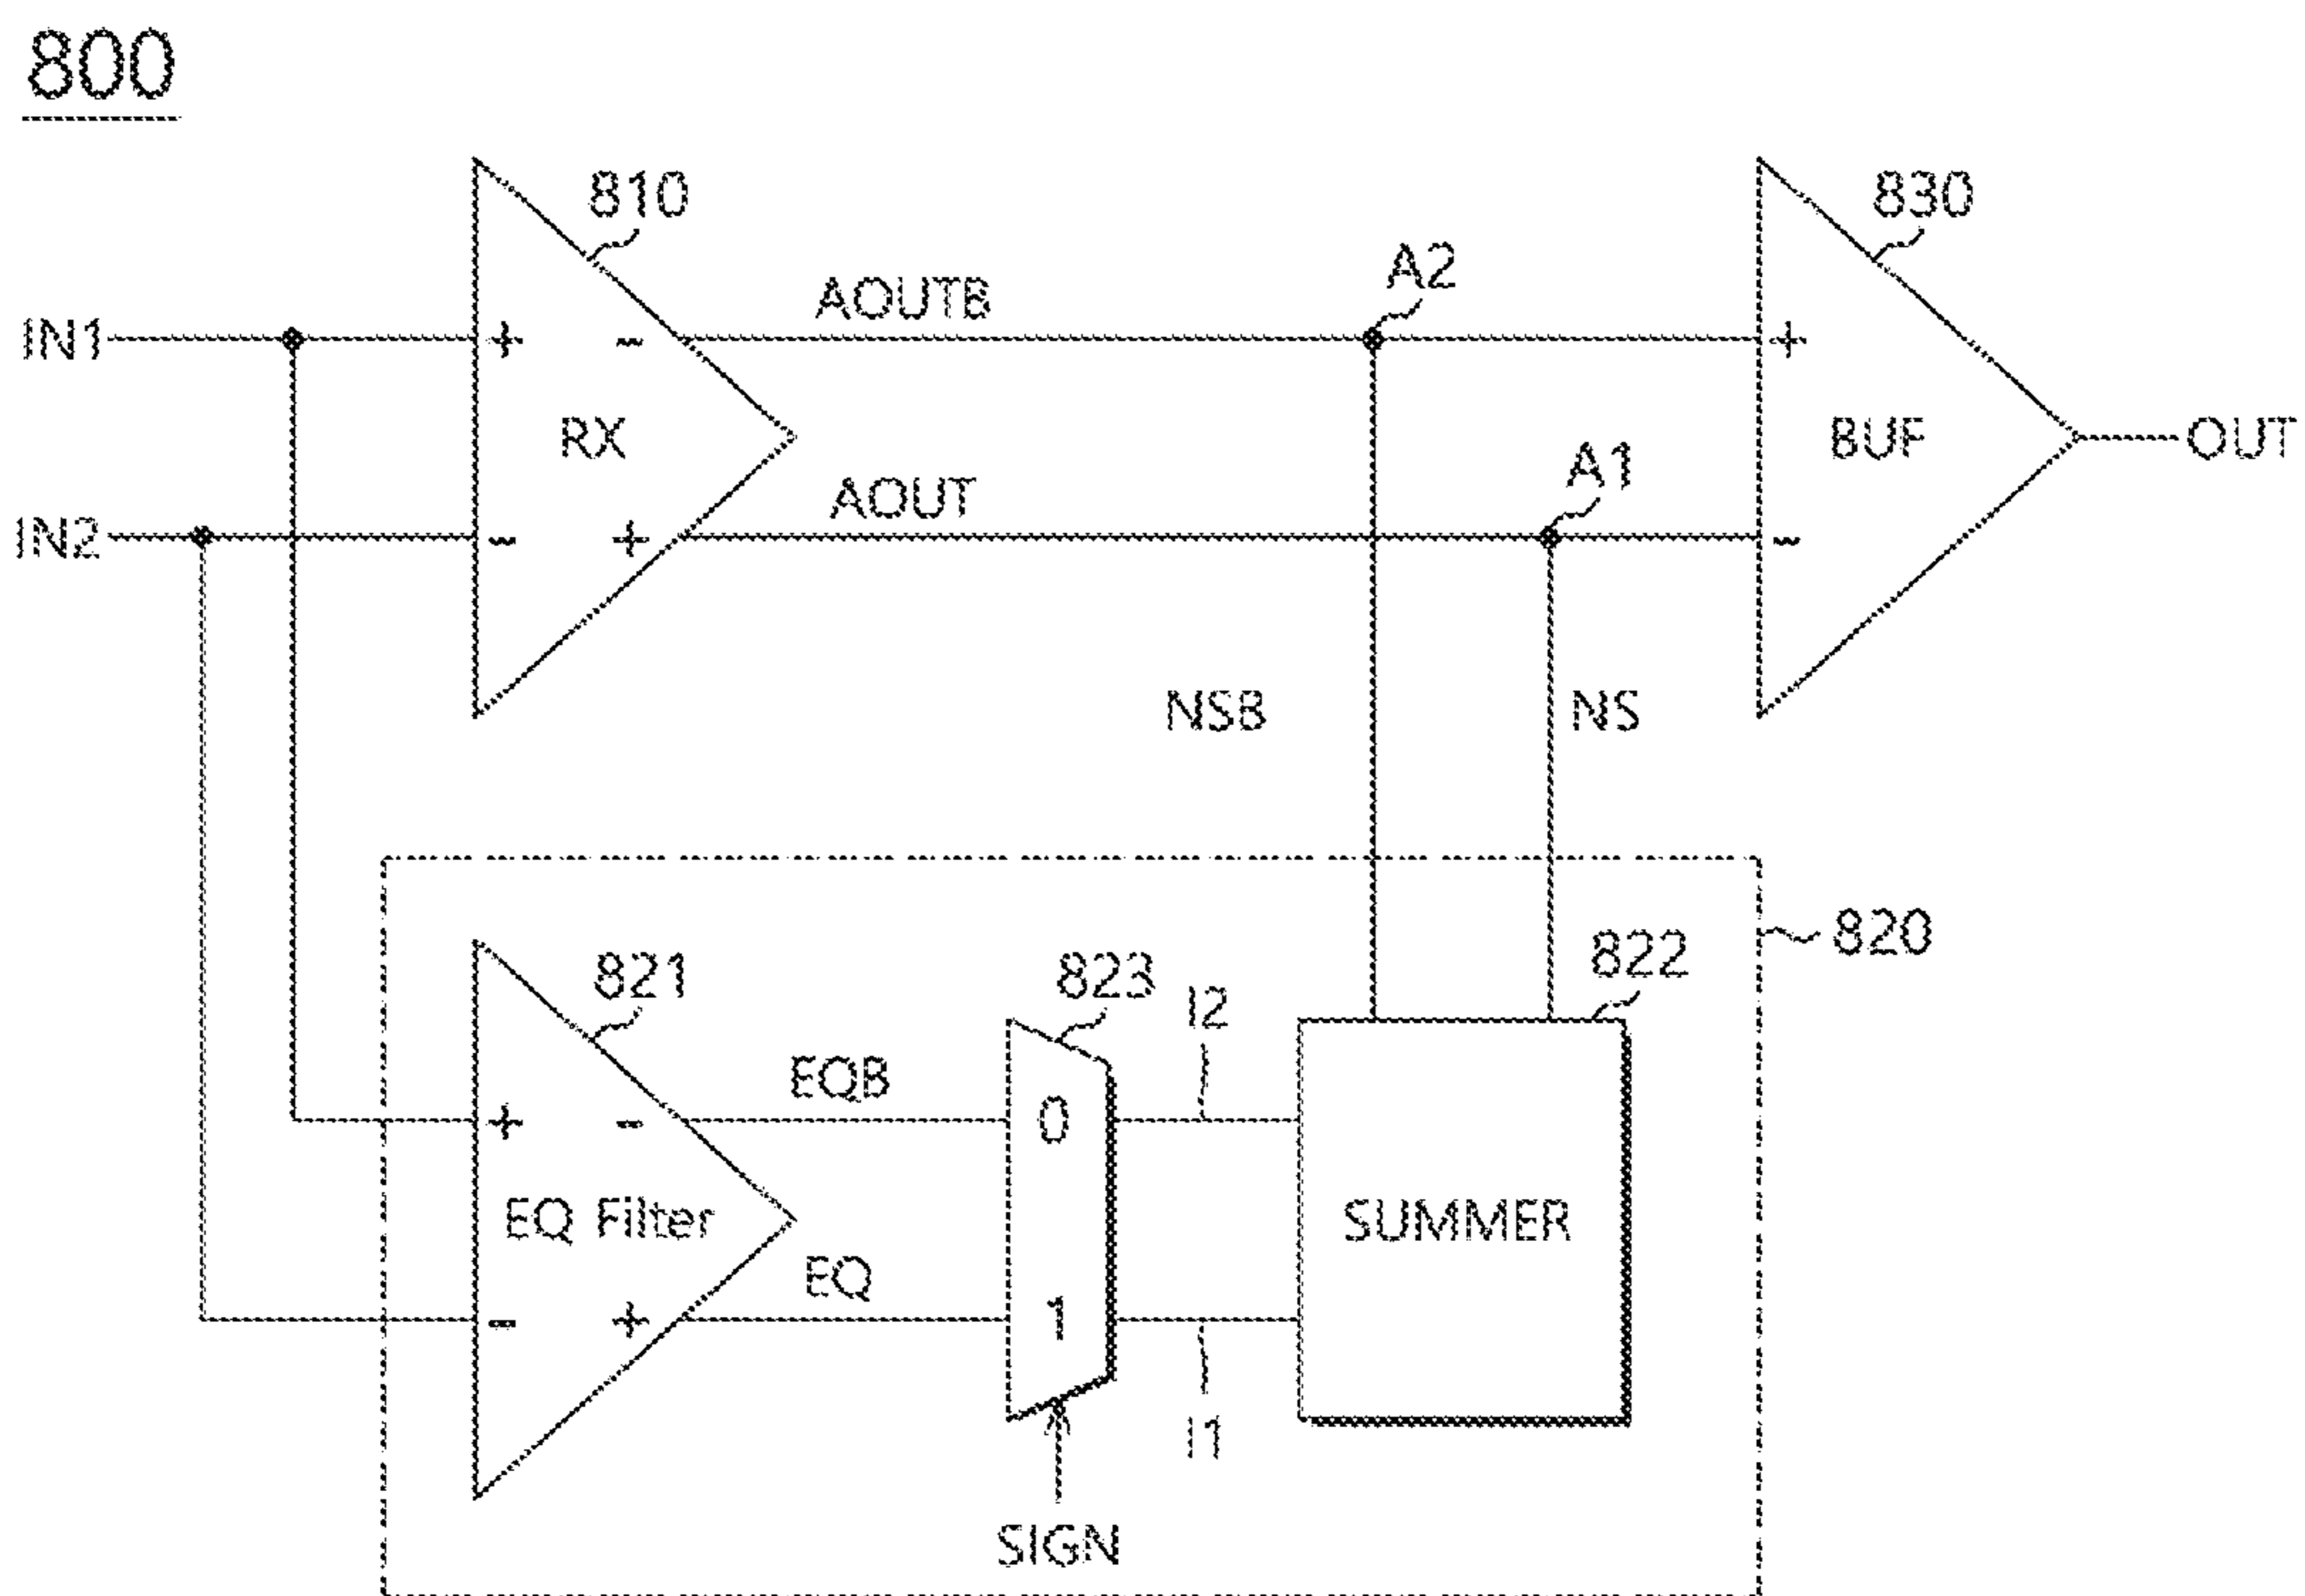 800
810
830
A2
AOUTB
IN1
+
-
+
RX
BUF
OUT
A1
AOUT
IN2
-
+
-
NSB
NS
820
821
823
822
I2
EQB
+
-
0
EQ Filter
SUMMER
EQ
-
+
1
I1
SIGN